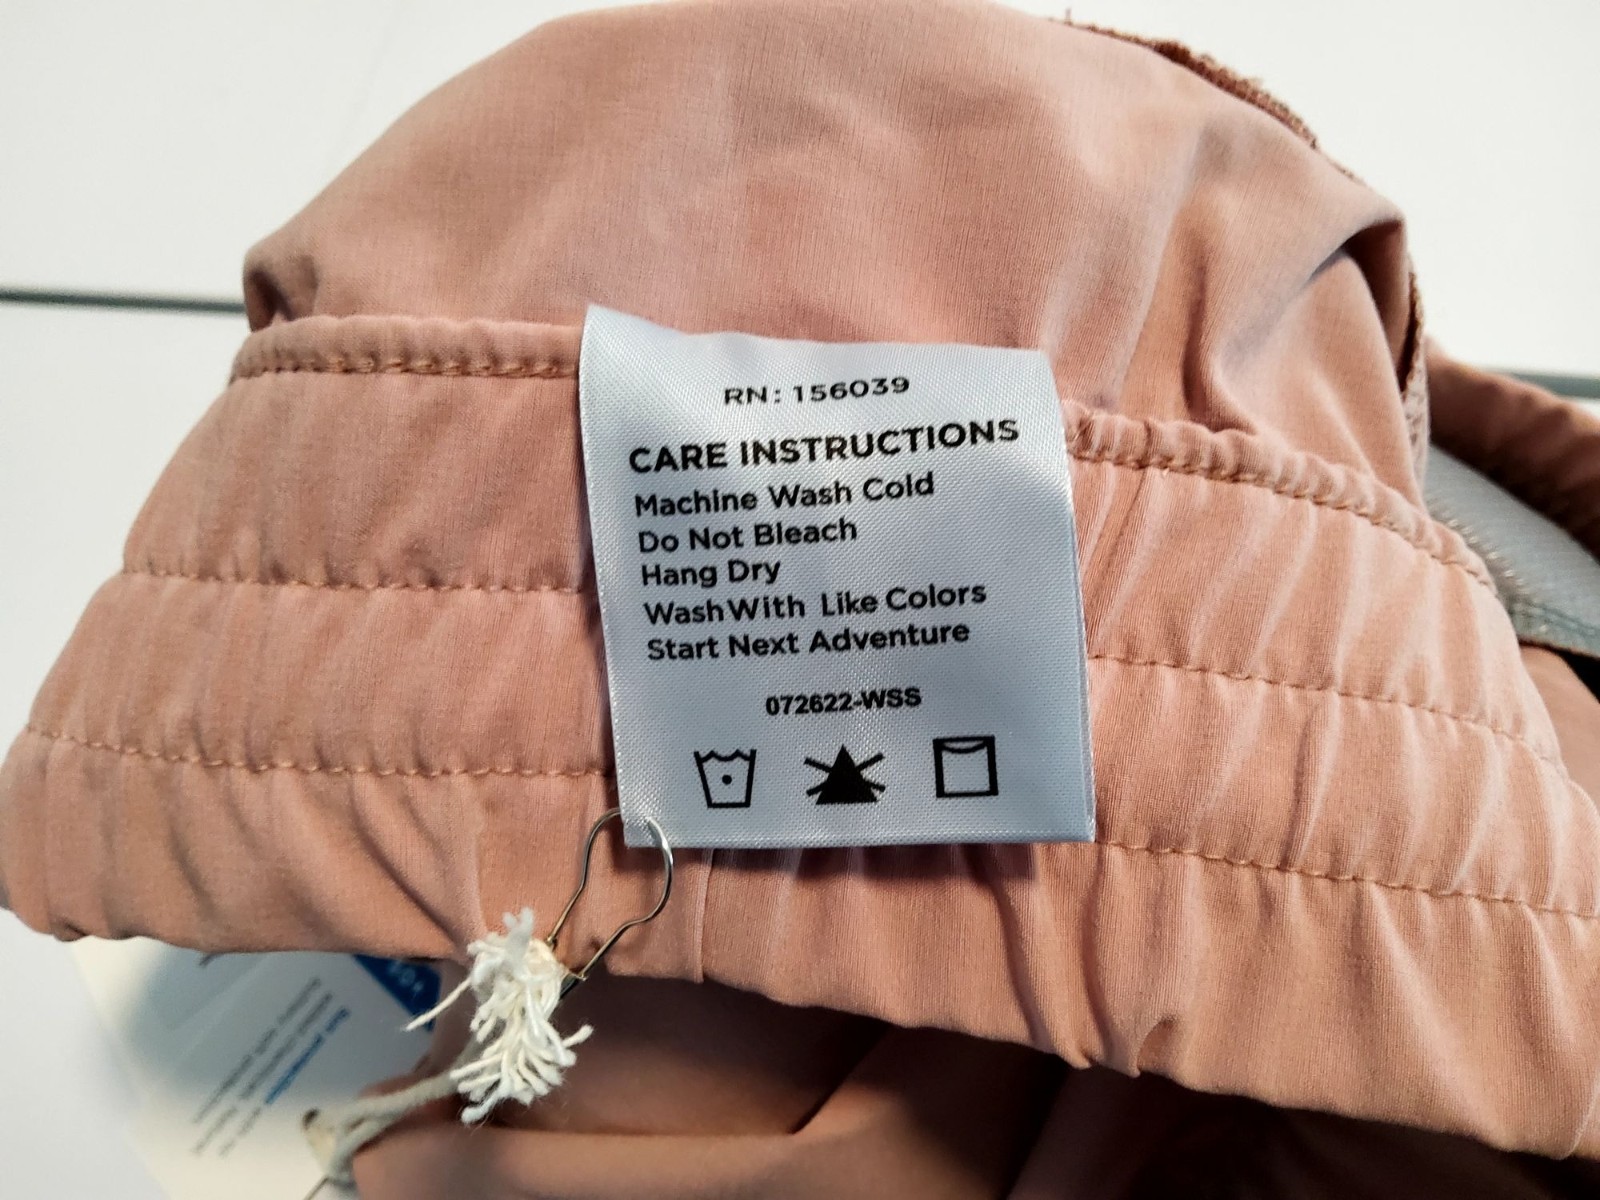 RN: 156039
CARE INSTRUCTIONS
Machine Wash Cold
Do Not Bleach
Hang Dry
Wash With Like Colors
Start Next Adventure
072622-WSS